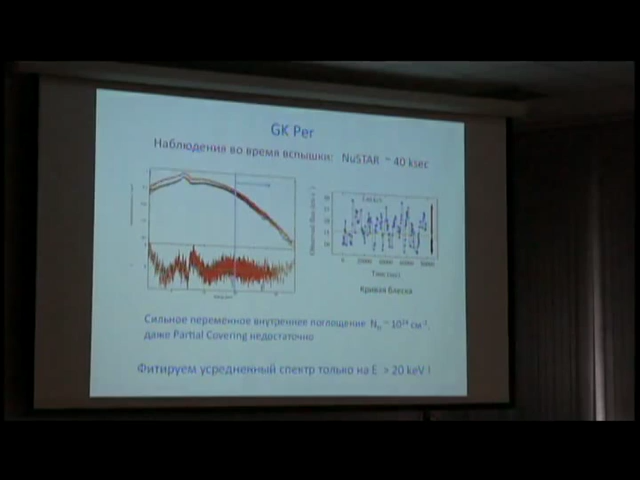 GK Per
Наблюдения во время вспышки: NuSTAR ~ 40 ksec
Кривая блеска
Сильное переменное внутреннее поглощение N_H ~ 10²⁴ см⁻²,
даже Partial Covering недостаточно
Фитируем усредненный спектр только на E > 20 keV !